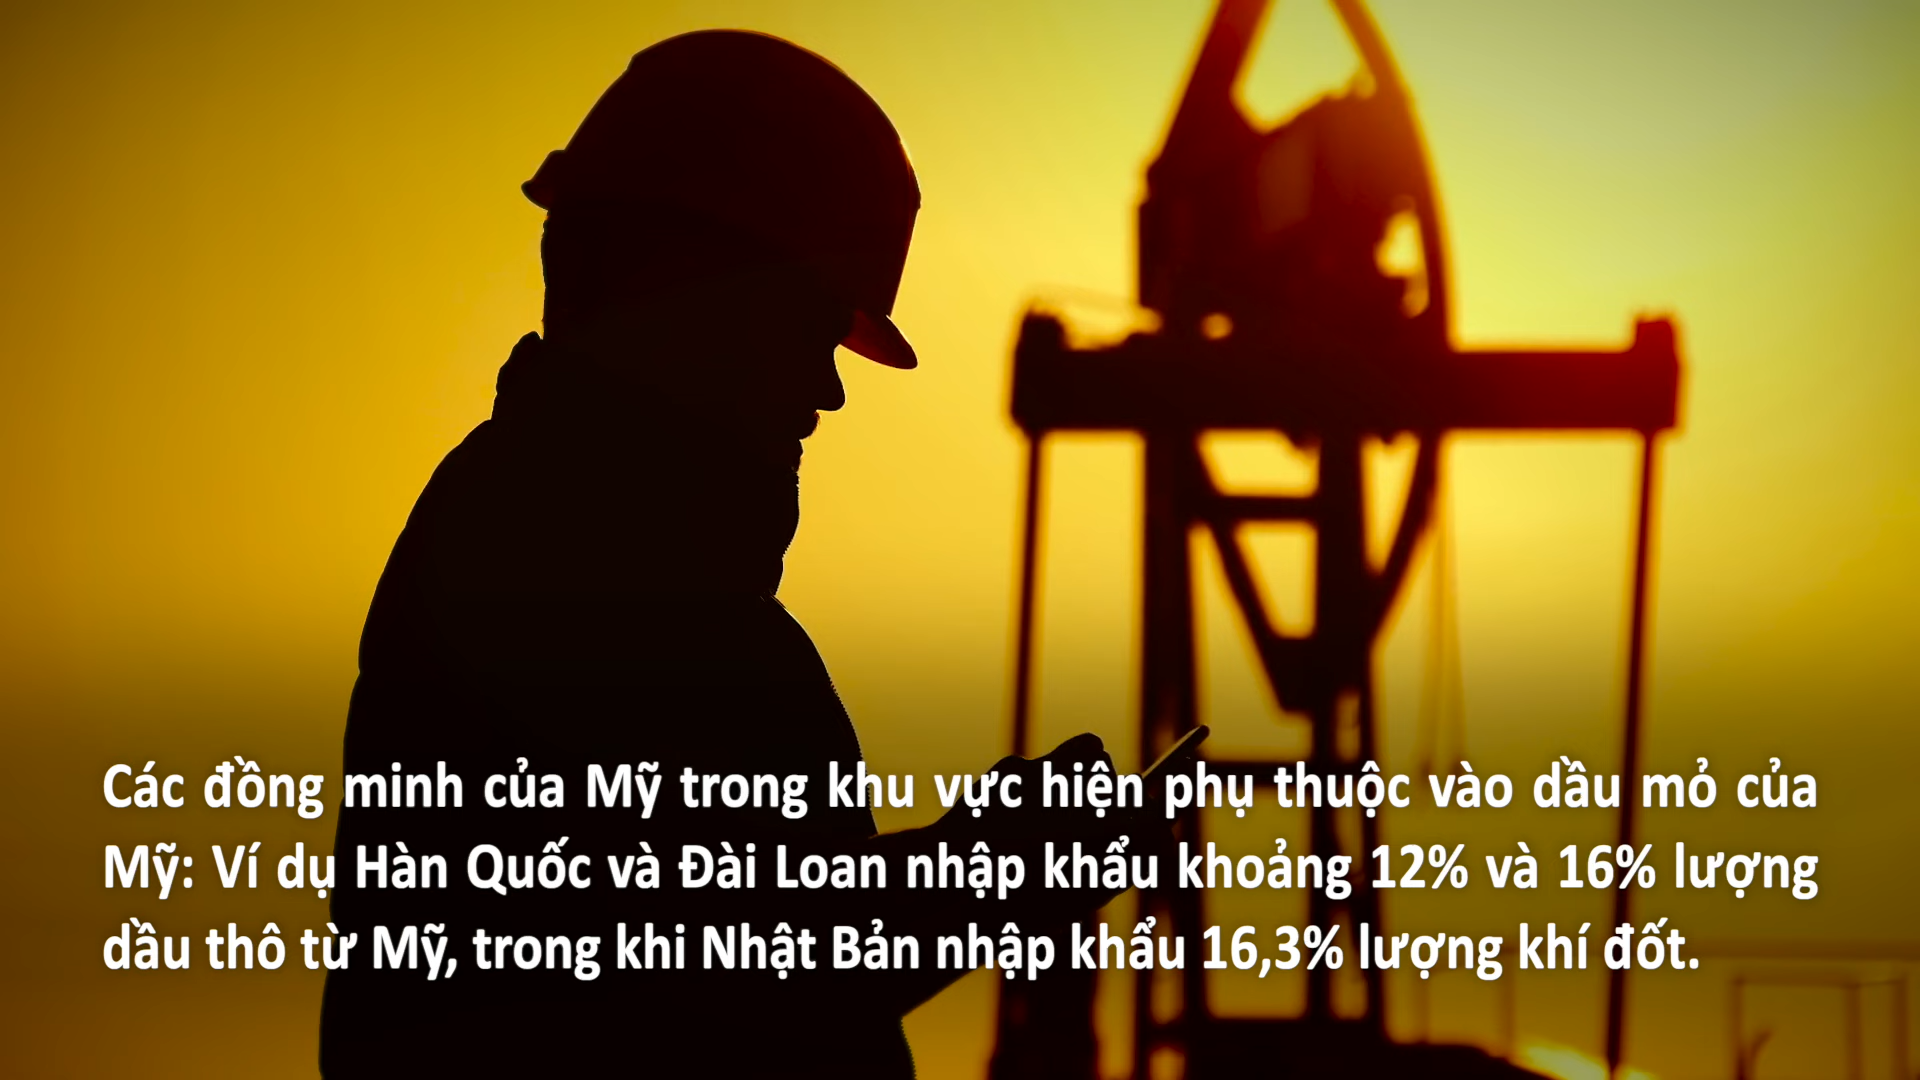 Các đồng minh của Mỹ trong khu vực hiện phụ thuộc vào dầu mỏ của
Mỹ: Ví dụ Hàn Quốc và Đài Loan nhập khẩu khoảng 12% và 16% lượng
dầu thô từ Mỹ, trong khi Nhật Bản nhập khẩu 16,3% lượng khí đốt.